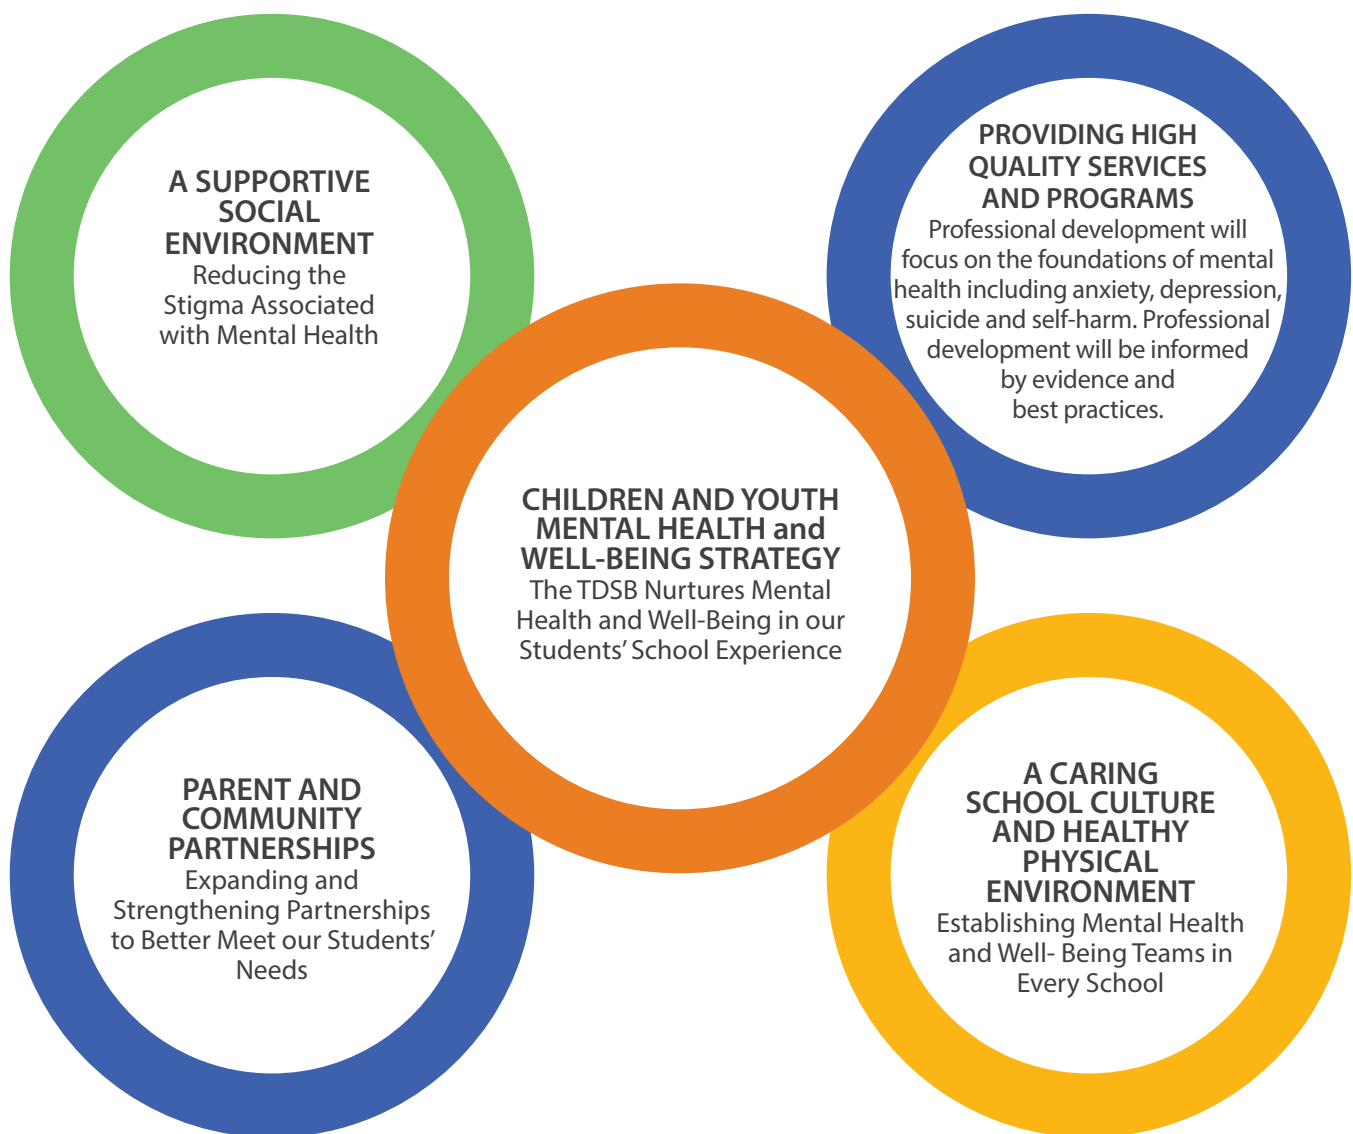 A SUPPORTIVE
SOCIAL
ENVIRONMENT
Reducing the
Stigma Associated
with Mental Health
PROVIDING HIGH
QUALITY SERVICES
AND PROGRAMS
Professional development will
focus on the foundations of mental
health including anxiety, depression,
suicide and self-harm. Professional
development will be informed
by evidence and
best practices.
CHILDREN AND YOUTH
MENTAL HEALTH and
WELL-BEING STRATEGY
The TDSB Nurtures Mental
Health and Well-Being in our
Students' School Experience
PARENT AND
COMMUNITY
PARTNERSHIPS
Expanding and
Strengthening Partnerships
to Better Meet our Students'
Needs
A CARING
SCHOOL CULTURE
AND HEALTHY
PHYSICAL
ENVIRONMENT
Establishing Mental Health
and Well- Being Teams in
Every School